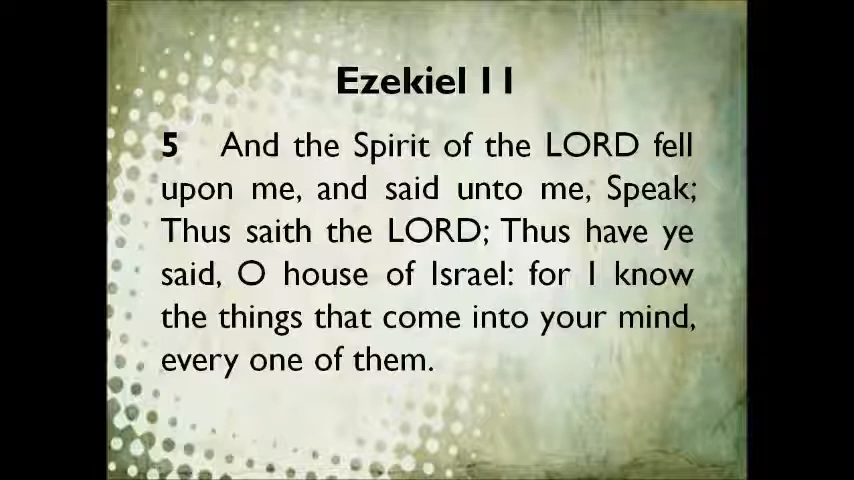 Ezekiel 11
5 And the Spirit of the LORD fell
upon me, and said unto me, Speak;
Thus saith the LORD; Thus have ye
said, O house of Israel: for I know
the things that come into your mind,
every one of them.